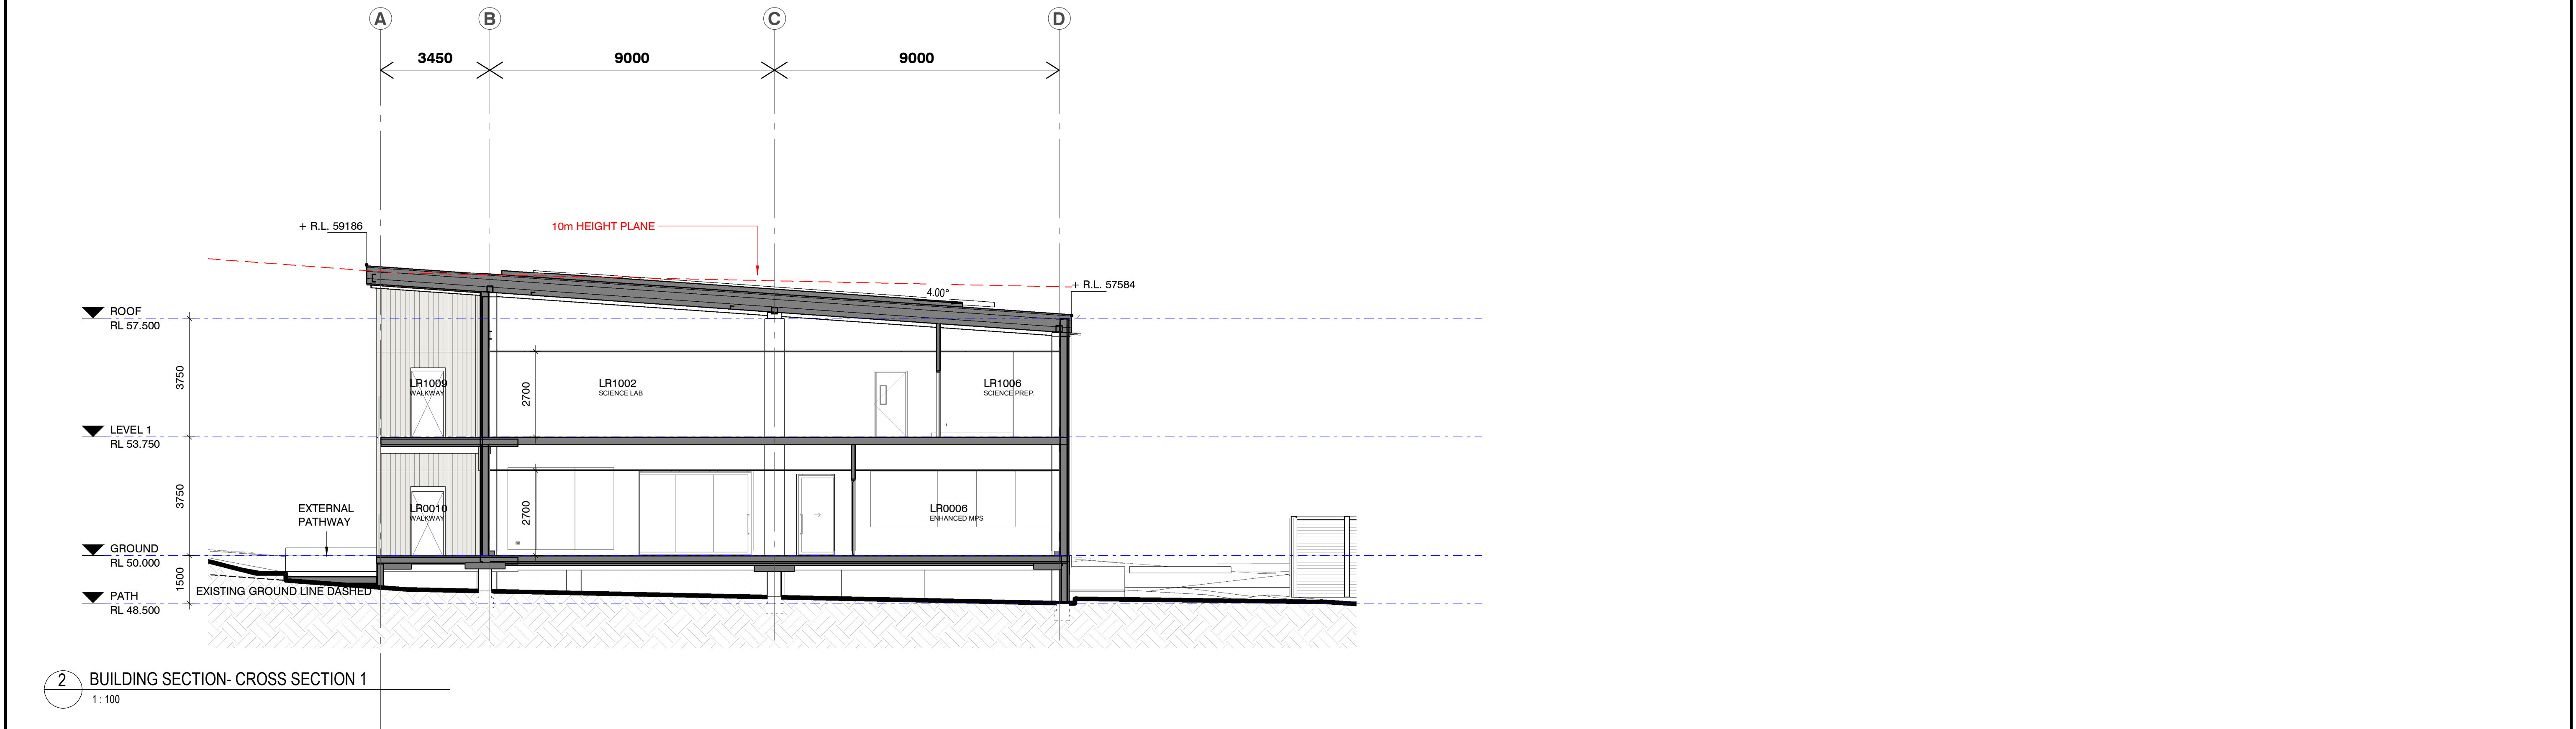 A B C D
3450 9000 9000
+ R.L. 59186
10m HEIGHT PLANE
4.00°
+ R.L. 57584
ROOF
RL 57.500
3750
LR1009
WALKWAY
2700
LR1002
SCIENCE LAB
LR1006
SCIENCE PREP.
LEVEL 1
RL 53.750
3750
EXTERNAL
PATHWAY
LR0010
WALKWAY
2700
LR0006
ENHANCED MPS
GROUND
RL 50.000
1500
EXISTING GROUND LINE DASHED
PATH
RL 48.500
2 BUILDING SECTION- CROSS SECTION 1
1 : 100